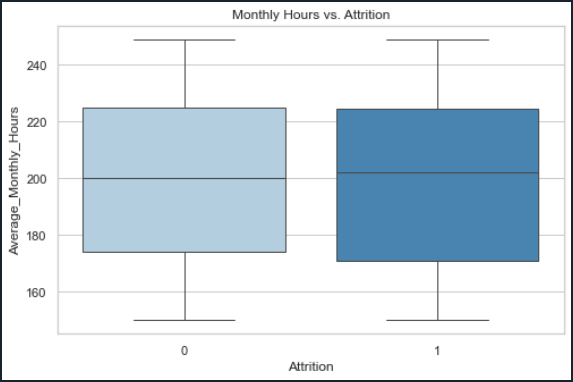 Monthly Hours vs. Attrition
Average_Monthly_Hours
240
220
200
180
160
0 1
Attrition